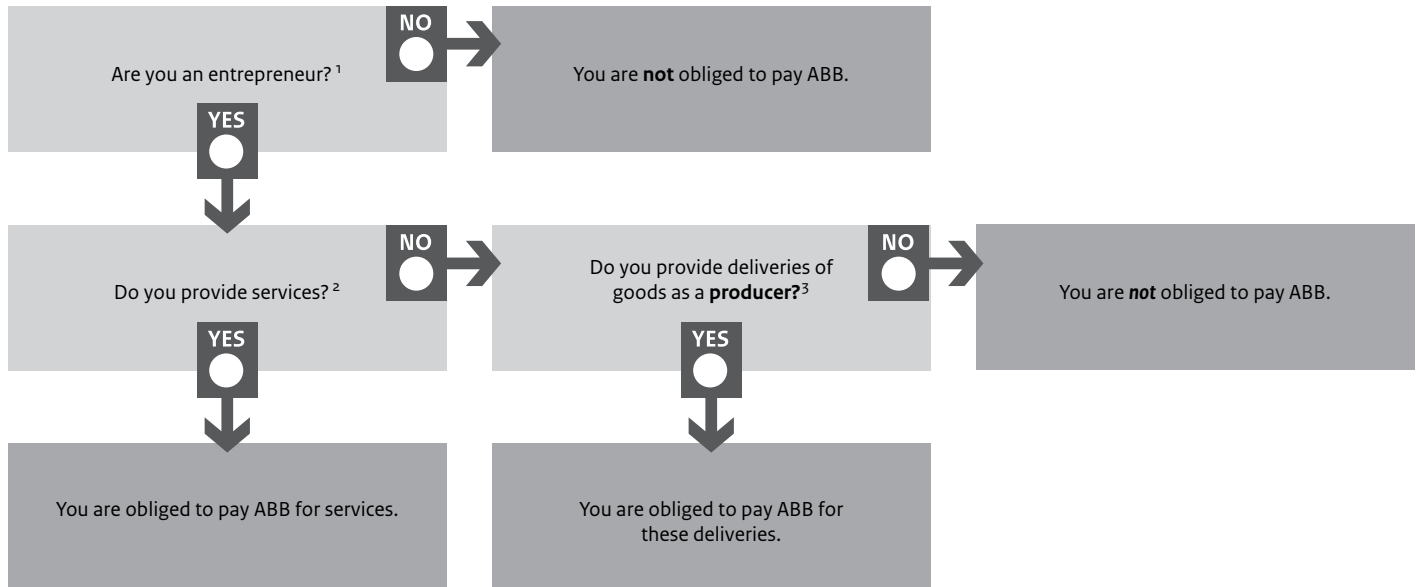 Are you an entrepreneur? ¹
NO
You are not obliged to pay ABB.
YES
Do you provide services? ²
NO
Do you provide deliveries of
goods as a producer?³
NO
You are not obliged to pay ABB.
YES
YES
You are obliged to pay ABB for services.
You are obliged to pay ABB for
these deliveries.